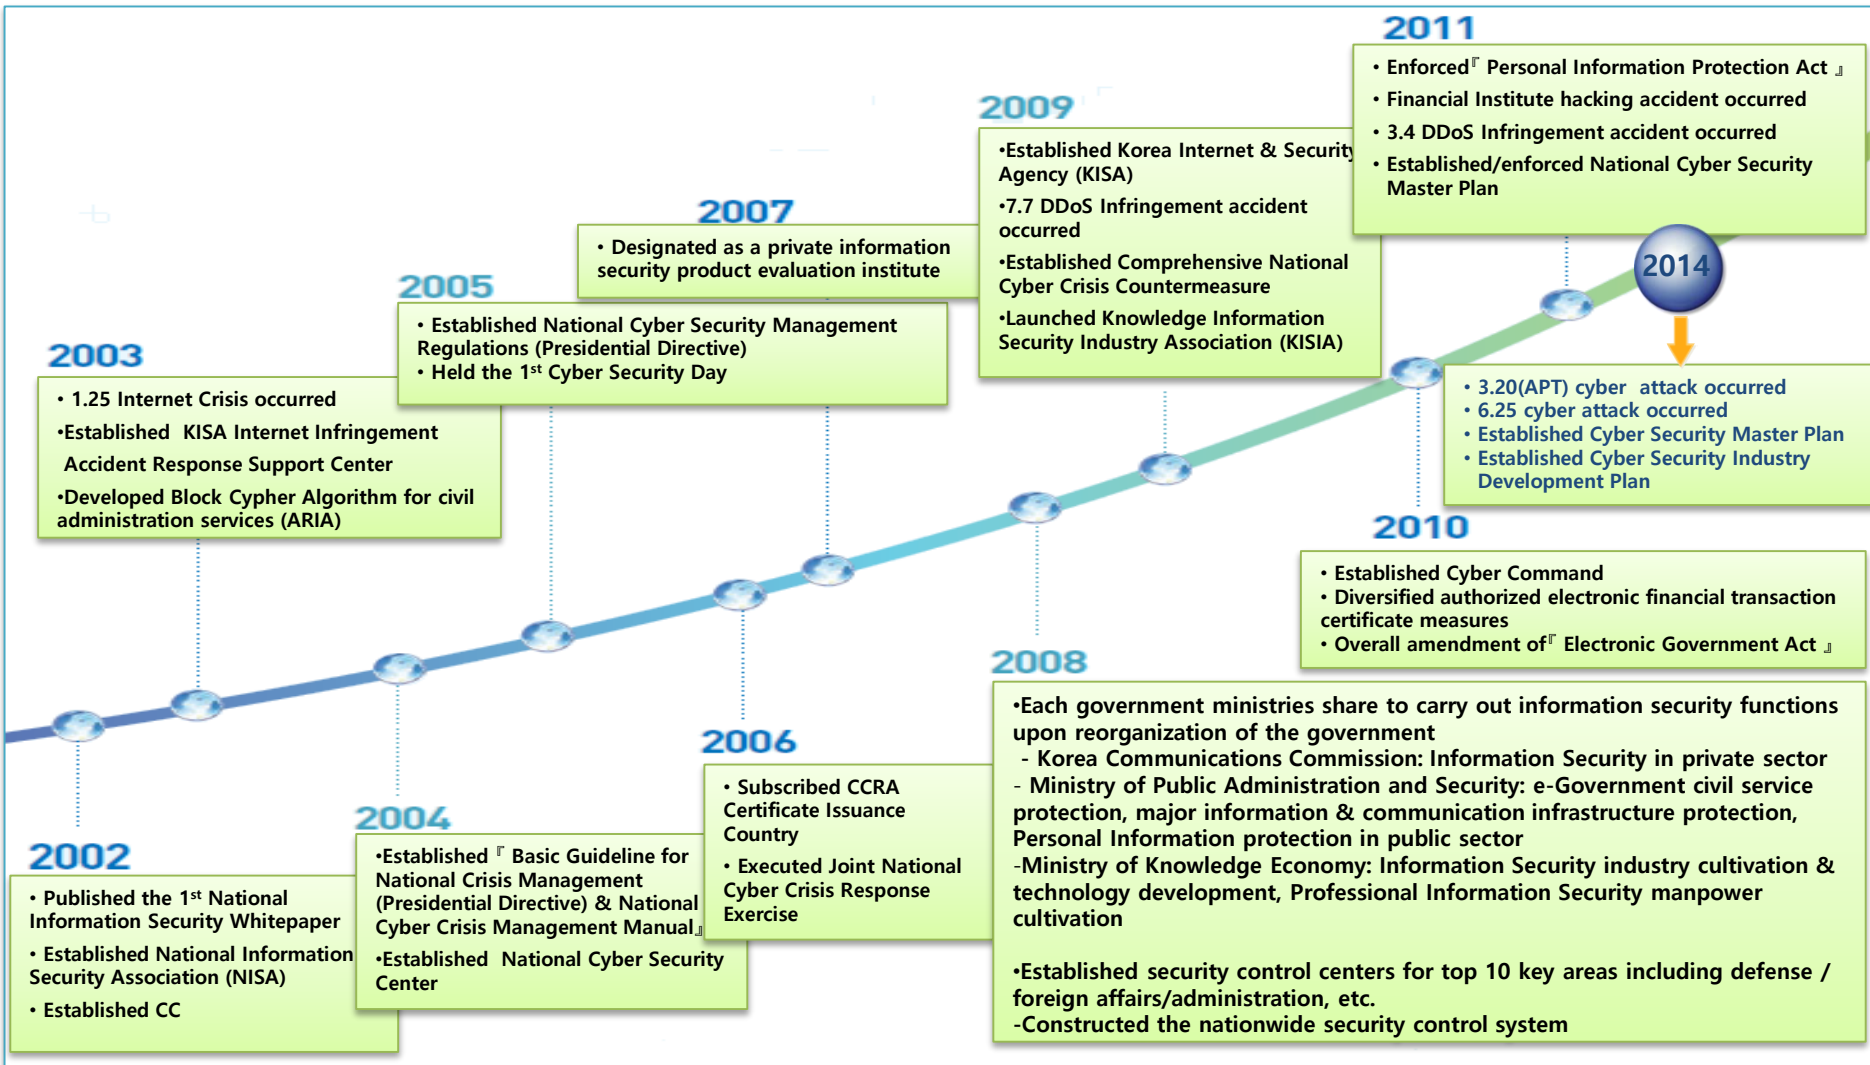 2011
• Enforced『 Personal Information Protection Act 』
• Financial Institute hacking accident occurred
• 3.4 DDoS Infringement accident occurred
• Established/enforced National Cyber Security
Master Plan
2009
•Established Korea Internet & Security
Agency (KISA)
•7.7 DDoS Infringement accident
occurred
•Established Comprehensive National
Cyber Crisis Countermeasure
•Launched Knowledge Information
Security Industry Association (KISIA)
2007
• Designated as a private information
security product evaluation institute
2005
• Established National Cyber Security Management
Regulations (Presidential Directive)
• Held the 1st Cyber Security Day
2003
• 1.25 Internet Crisis occurred
•Established KISA Internet Infringement
Accident Response Support Center
•Developed Block Cypher Algorithm for civil
administration services (ARIA)
2014
• 3.20(APT) cyber attack occurred
• 6.25 cyber attack occurred
• Established Cyber Security Master Plan
• Established Cyber Security Industry
Development Plan
2010
• Established Cyber Command
• Diversified authorized electronic financial transaction
certificate measures
• Overall amendment of『 Electronic Government Act 』
2008
•Each government ministries share to carry out information security functions
upon reorganization of the government
- Korea Communications Commission: Information Security in private sector
- Ministry of Public Administration and Security: e-Government civil service
protection, major information & communication infrastructure protection,
Personal Information protection in public sector
-Ministry of Knowledge Economy: Information Security industry cultivation &
technology development, Professional Information Security manpower
cultivation
•Established security control centers for top 10 key areas including defense /
foreign affairs/administration, etc.
-Constructed the nationwide security control system
2006
• Subscribed CCRA
Certificate Issuance
Country
• Executed Joint National
Cyber Crisis Response
Exercise
2004
•Established『 Basic Guideline for
National Crisis Management
(Presidential Directive) & National
Cyber Crisis Management Manual』
•Established National Cyber Security
Center
2002
• Published the 1st National
Information Security Whitepaper
• Established National Information
Security Association (NISA)
• Established CC